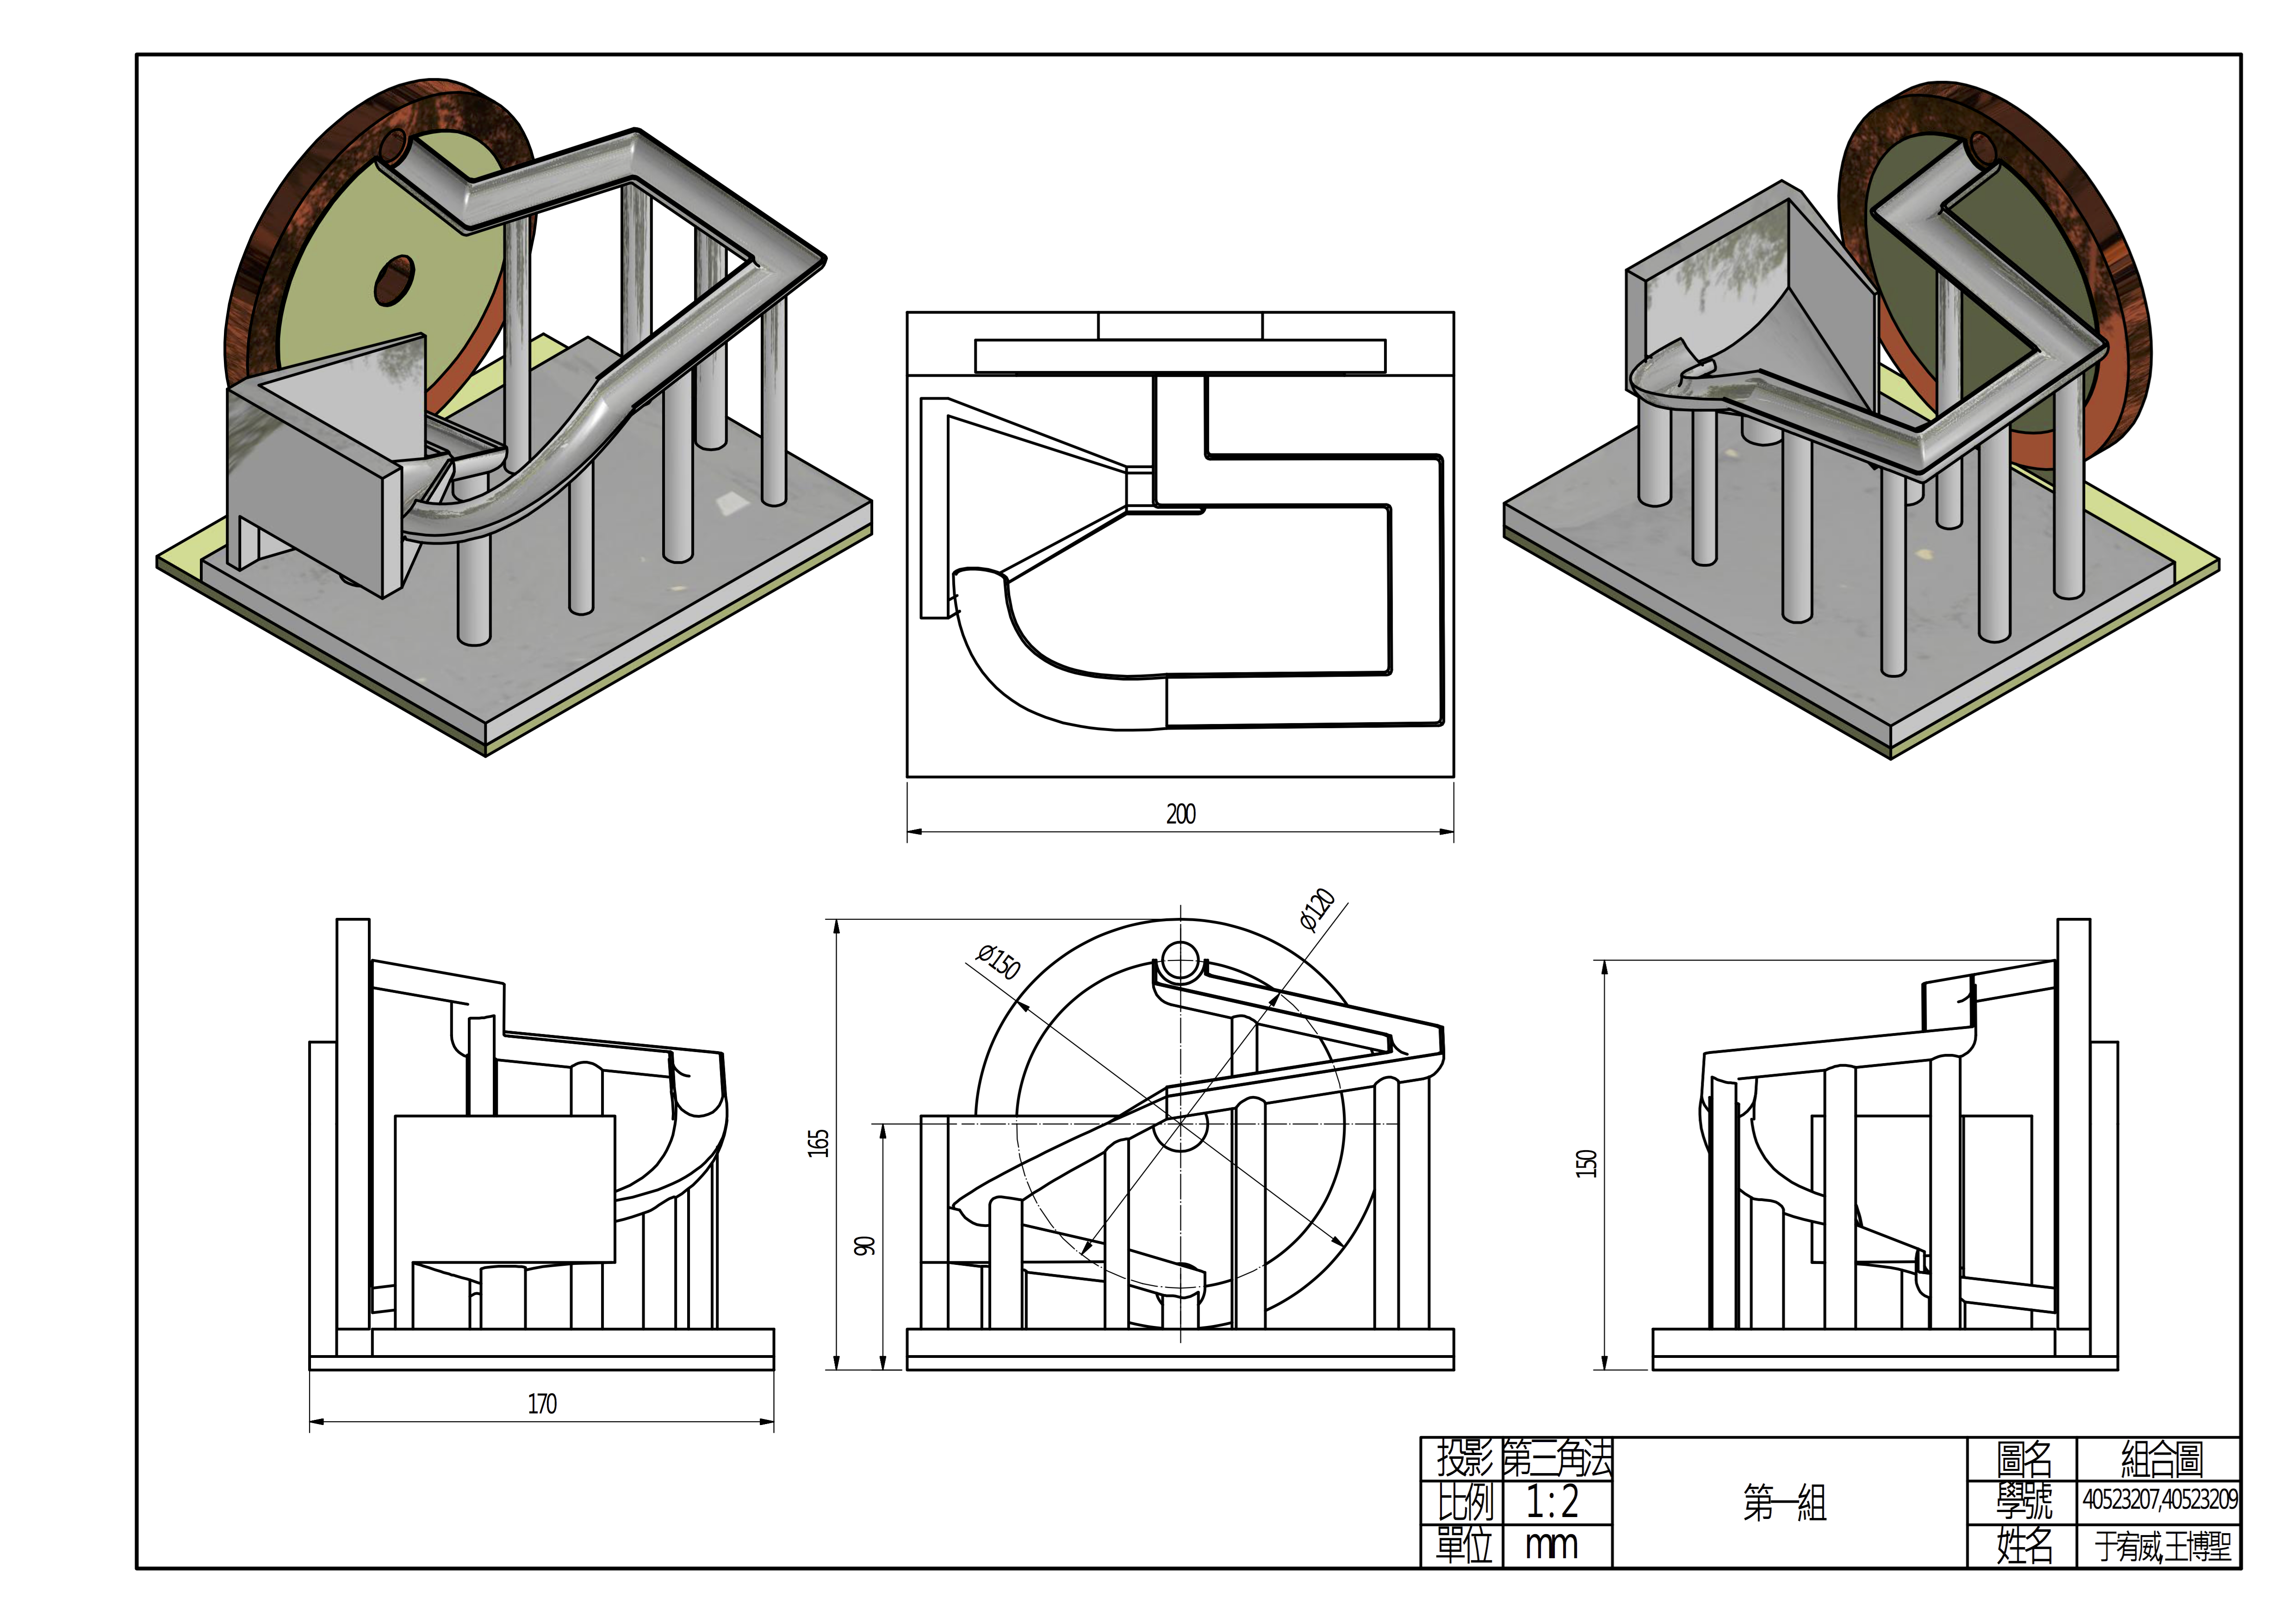 200
ø150
ø120
165
90
150
170
投影 第三角法
比例 1:2
單位 mm
第一組
圖名 組合圖
學號 40523207,40523209
姓名 于宥威,王博聖